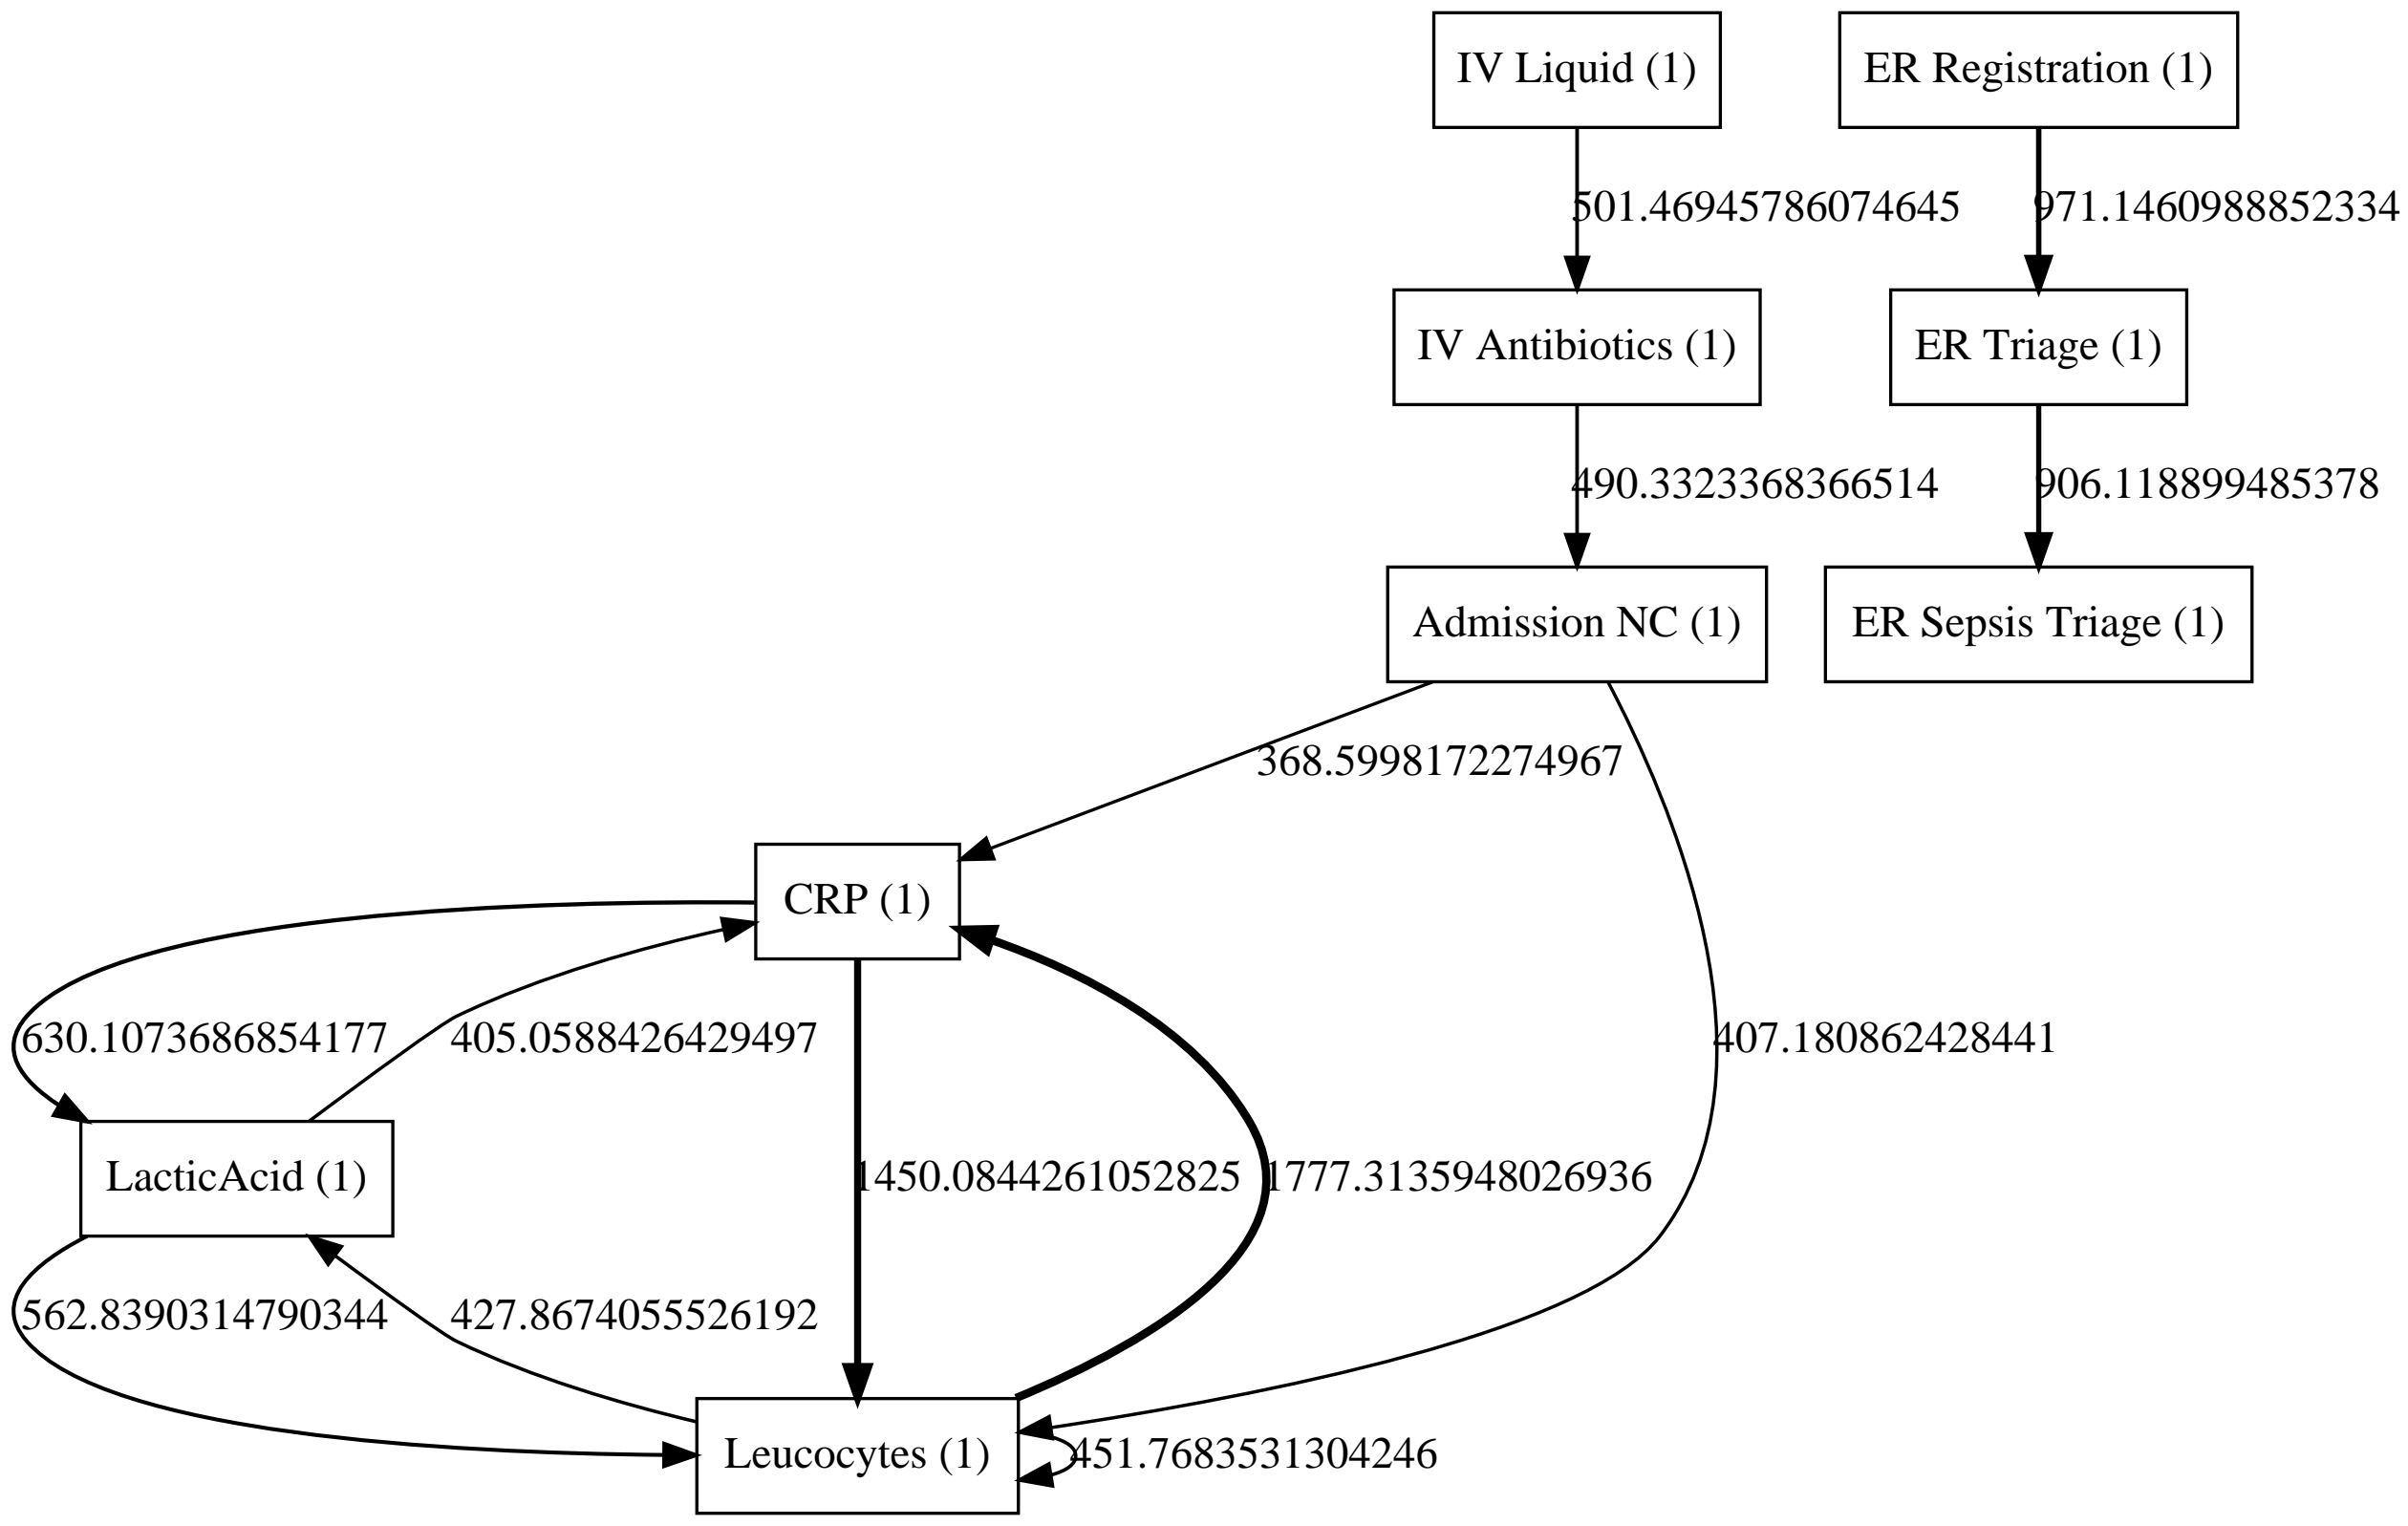 IV Liquid (1)
ER Registration (1)
501.46945786074645
971.1460988852334
IV Antibiotics (1)
ER Triage (1)
490.3323368366514
906.118899485378
Admission NC (1)
ER Sepsis Triage (1)
368.5998172274967
CRP (1)
630.1073686854177
405.0588426429497
407.180862428441
LacticAcid (1)
1450.0844261052825
1777.3135948026936
562.8390314790344
427.8674055526192
Leucocytes (1)
451.7683531304246